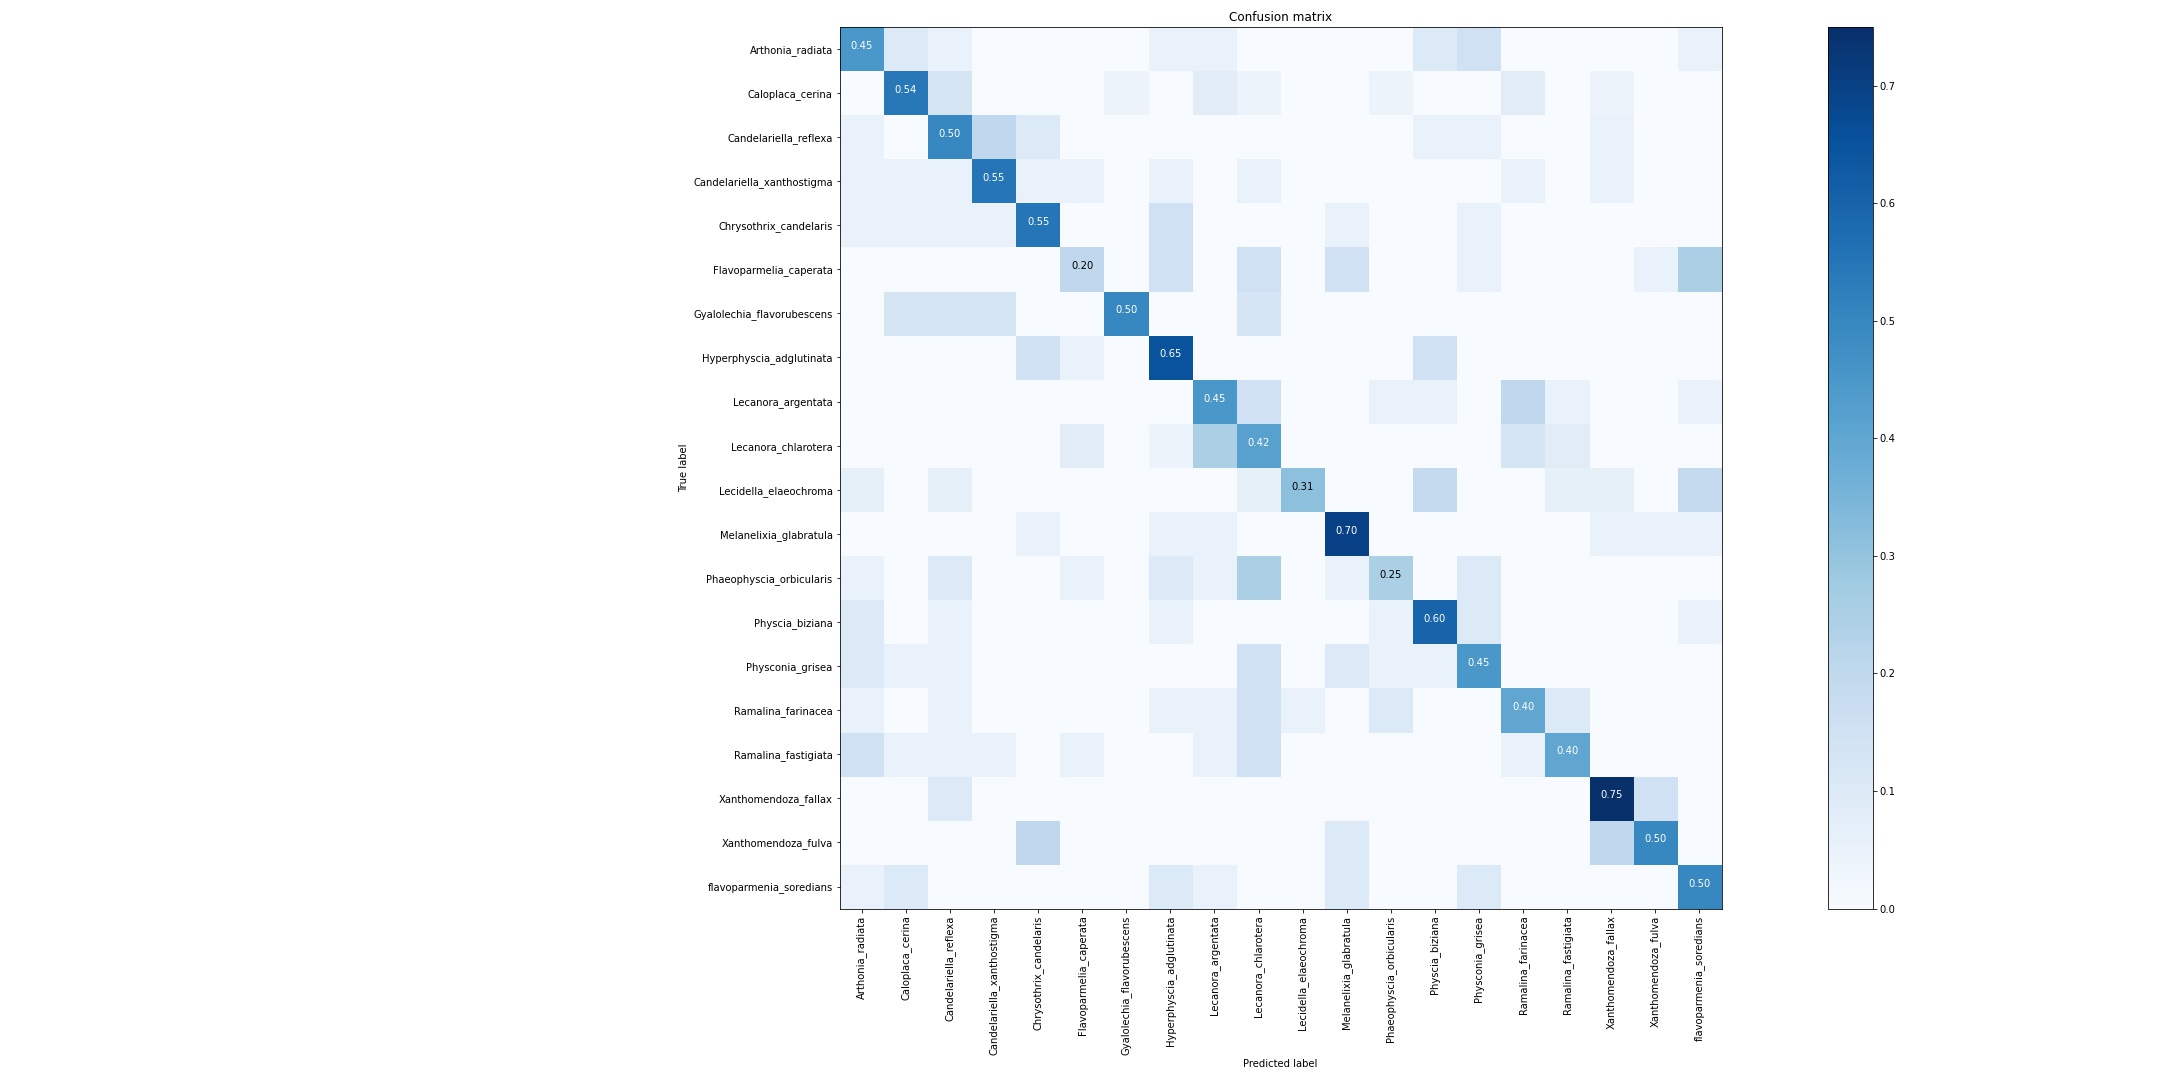 Confusion matrix
Arthonia_radiata
Caloplaca_cerina
Candelariella_reflexa
Candelariella_xanthostigma
Chrysothrix_candelaris
Flavoparmelia_caperata
Gyalolechia_flavorubescens
Hyperphyscia_adglutinata
Lecanora_argentata
Lecanora_chlarotera
Lecidella_elaeochroma
Melanelixia_glabratula
Phaeophyscia_orbicularis
Physcia_biziana
Physconia_grisea
Ramalina_farinacea
Ramalina_fastigiata
Xanthomendoza_fallax
Xanthomendoza_fulva
flavoparmenia_soredians
True label
0.45
0.54
0.50
0.55
0.55
0.20
0.50
0.65
0.45
0.42
0.31
0.70
0.25
0.60
0.45
0.40
0.40
0.75
0.50
0.50
Arthonia_radiata
Caloplaca_cerina
Candelariella_reflexa
Candelariella_xanthostigma
Chrysothrix_candelaris
Flavoparmelia_caperata
Gyalolechia_flavorubescens
Hyperphyscia_adglutinata
Lecanora_argentata
Lecanora_chlarotera
Lecidella_elaeochroma
Melanelixia_glabratula
Phaeophyscia_orbicularis
Physcia_biziana
Physconia_grisea
Ramalina_farinacea
Ramalina_fastigiata
Xanthomendoza_fallax
Xanthomendoza_fulva
flavoparmenia_soredians
Predicted label
0.7
0.6
0.5
0.4
0.3
0.2
0.1
0.0